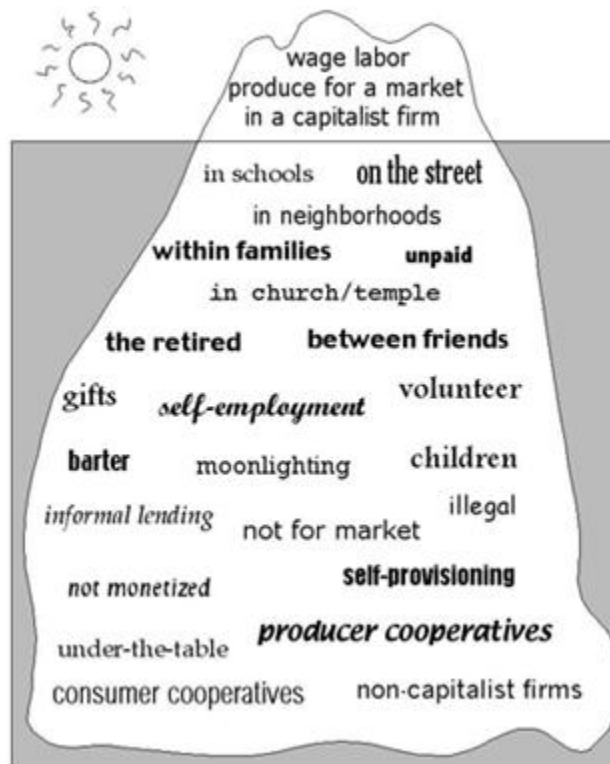 wage labor
produce for a market
in a capitalist firm
in schools on the street
in neighborhoods
within families unpaid
in church/temple
the retired between friends
gifts self-employment volunteer
barter moonlighting children
informal lending not for market illegal
not monetized self-provisioning
under-the-table producer cooperatives
consumer cooperatives non-capitalist firms